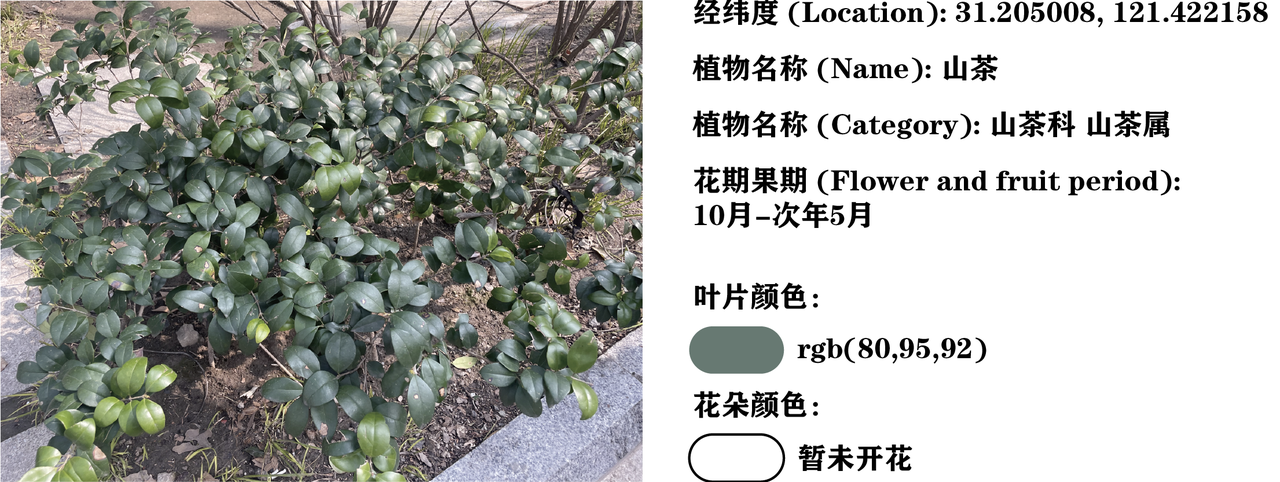 经纬度 (Location): 31.205008, 121.422158
植物名称 (Name): 山茶
植物名称 (Category): 山茶科 山茶属
花期果期 (Flower and fruit period):
10月-次年5月
叶片颜色:
rgb(80,95,92)
花朵颜色:
暂未开花